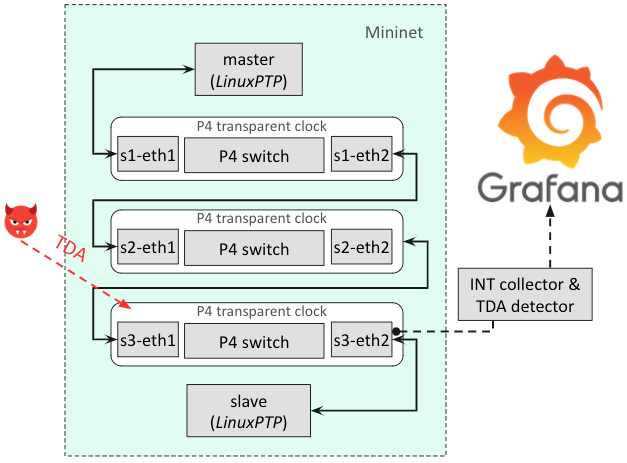 Mininet
master
(LinuxPTP)
P4 transparent clock
s1-eth1
P4 switch
s1-eth2
P4 transparent clock
s2-eth1
P4 switch
s2-eth2
TDA
P4 transparent clock
s3-eth1
P4 switch
s3-eth2
slave
(LinuxPTP)
Grafana
INT collector &
TDA detector